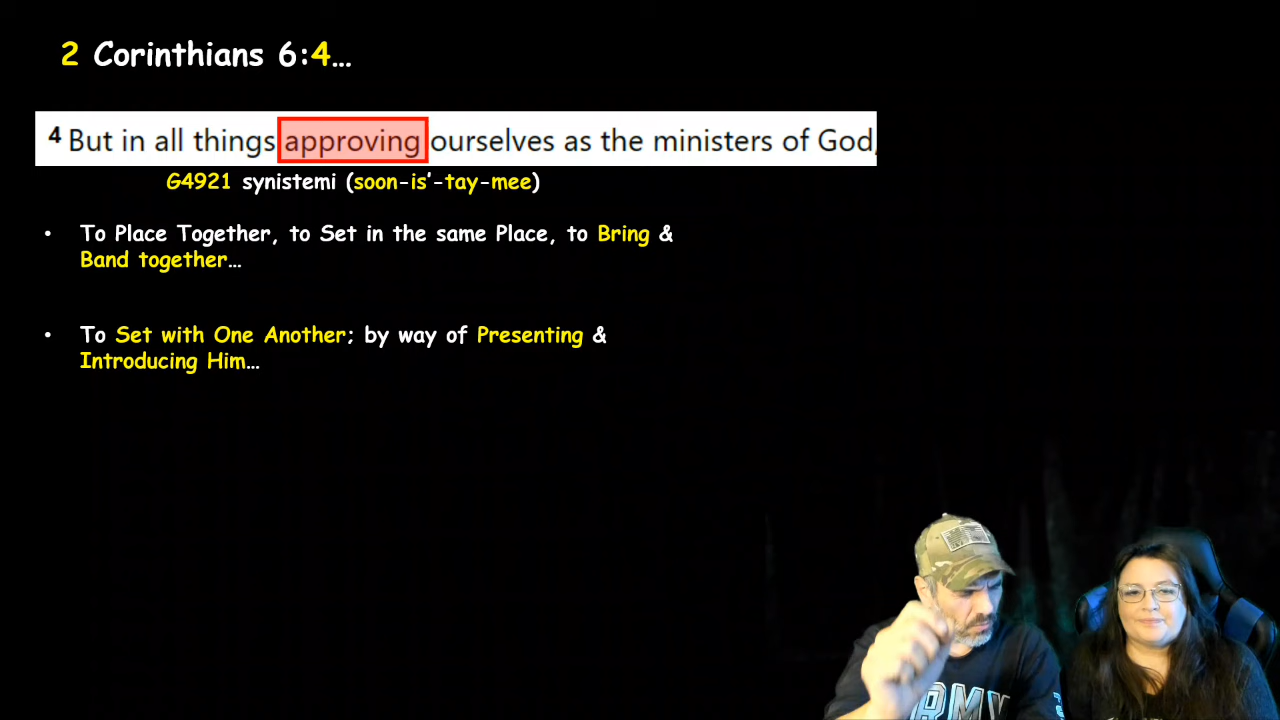 2 Corinthians 6:4…
4 But in all things approving ourselves as the ministers of God,
G4921 synistemi (soon-is’-tay-mee)
• To Place Together, to Set in the same Place, to Bring &
Band together…
• To Set with One Another; by way of Presenting &
Introducing Him…